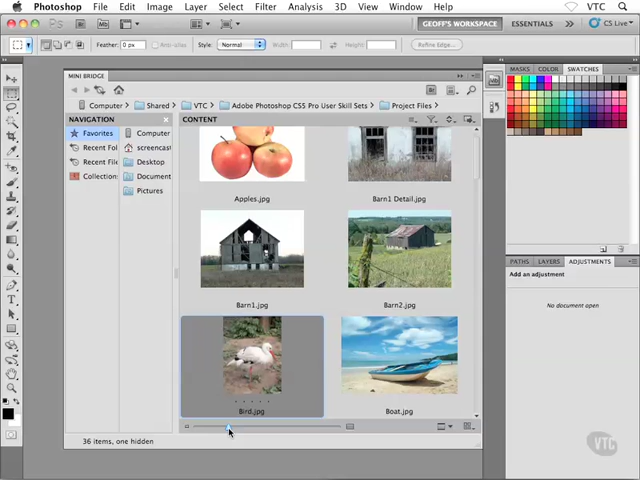 Photoshop File Edit Image Layer Select Filter Analysis 3D View Window Help VTC
Br Mb GEOFF'S WORKSPACE ESSENTIALS CS Live
Feather: 0 px Anti-alias Style: Normal Width: Height: Refine Edge...
MINI BRIDGE
MASKS COLOR SWATCHES
Computer Shared VTC Adobe Photoshop CS5 Pro User Skill Sets Project Files
NAVIGATION CONTENT
Favorites Computer
Recent Fol screencast
Recent File Desktop
Collections Document
Pictures
Apples.jpg Barn1 Detail.jpg
Barn1.jpg Barn2.jpg
Bird.jpg Boat.jpg
36 items, one hidden
PATHS LAYERS ADJUSTMENTS
Add an adjustment
No document open
VTC